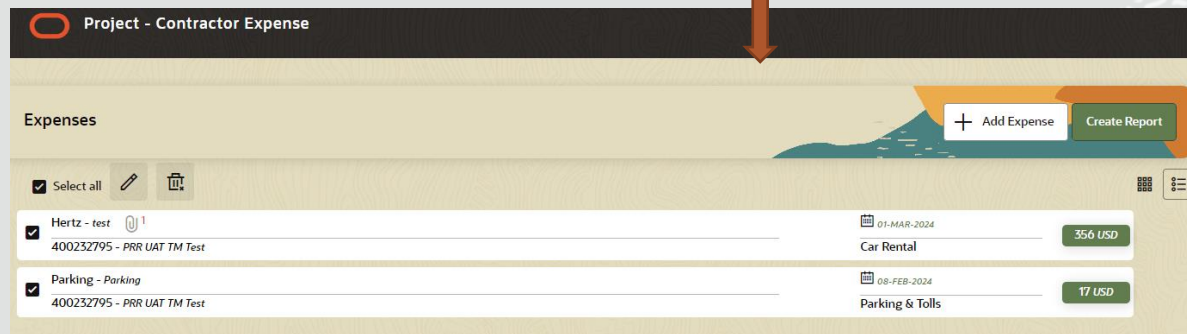 Project - Contractor Expense
Expenses
+ Add Expense
Create Report
Select all
Hertz - test 1
01-MAR-2024
356 USD
400232795 - PRR UAT TM Test
Car Rental
Parking - Parking
08-FEB-2024
17 USD
400232795 - PRR UAT TM Test
Parking & Tolls